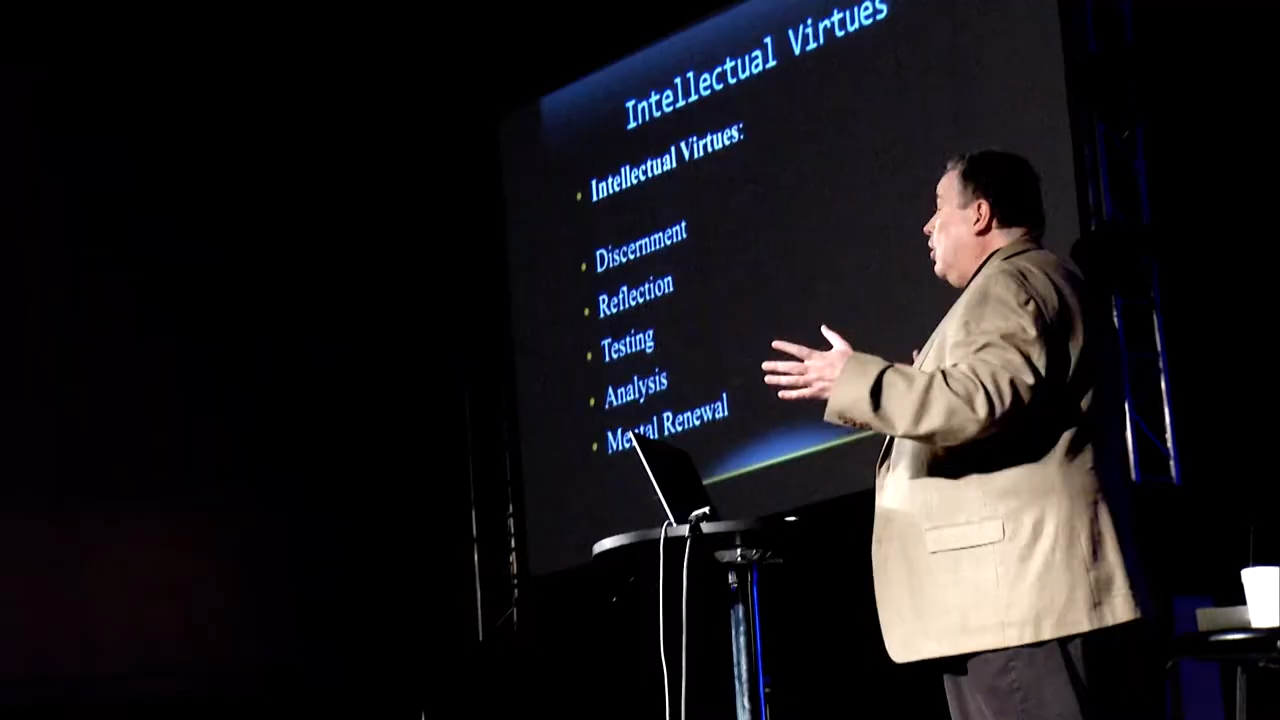 Intellectual Virtues
Intellectual Virtues:
Discernment
Reflection
Testing
Analysis
Mental Renewal